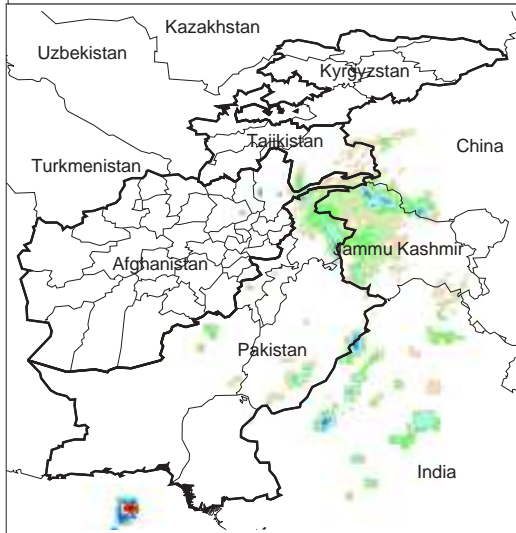 Kazakhstan
Uzbekistan
Kyrgyzstan
Tajikistan
China
Turkmenistan
Jammu Kashmir
Afghanistan
Pakistan
India